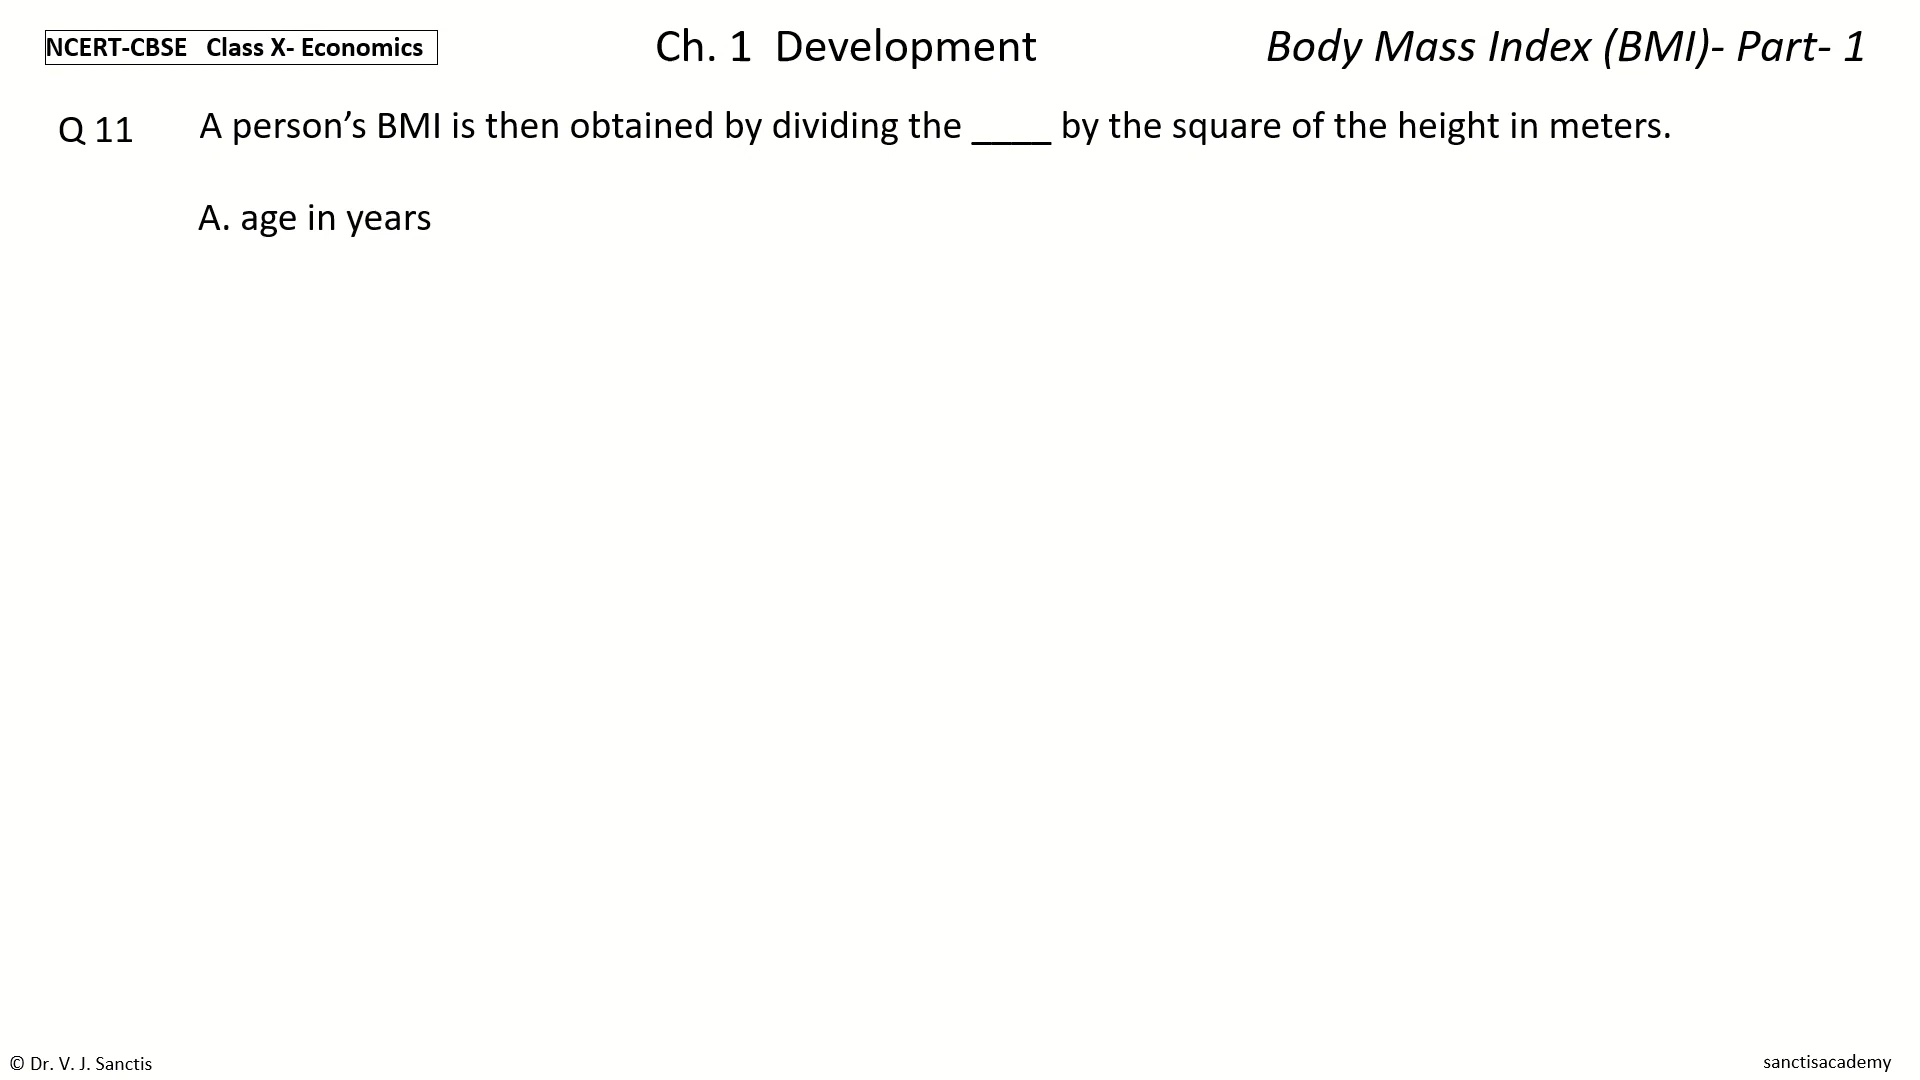 NCERT-CBSE   Class X- Economics
Ch. 1  Development
Body Mass Index (BMI)- Part- 1
Q 11
A person’s BMI is then obtained by dividing the ____ by the square of the height in meters.
A. age in years
© Dr. V. J. Sanctis
sanctisacademy